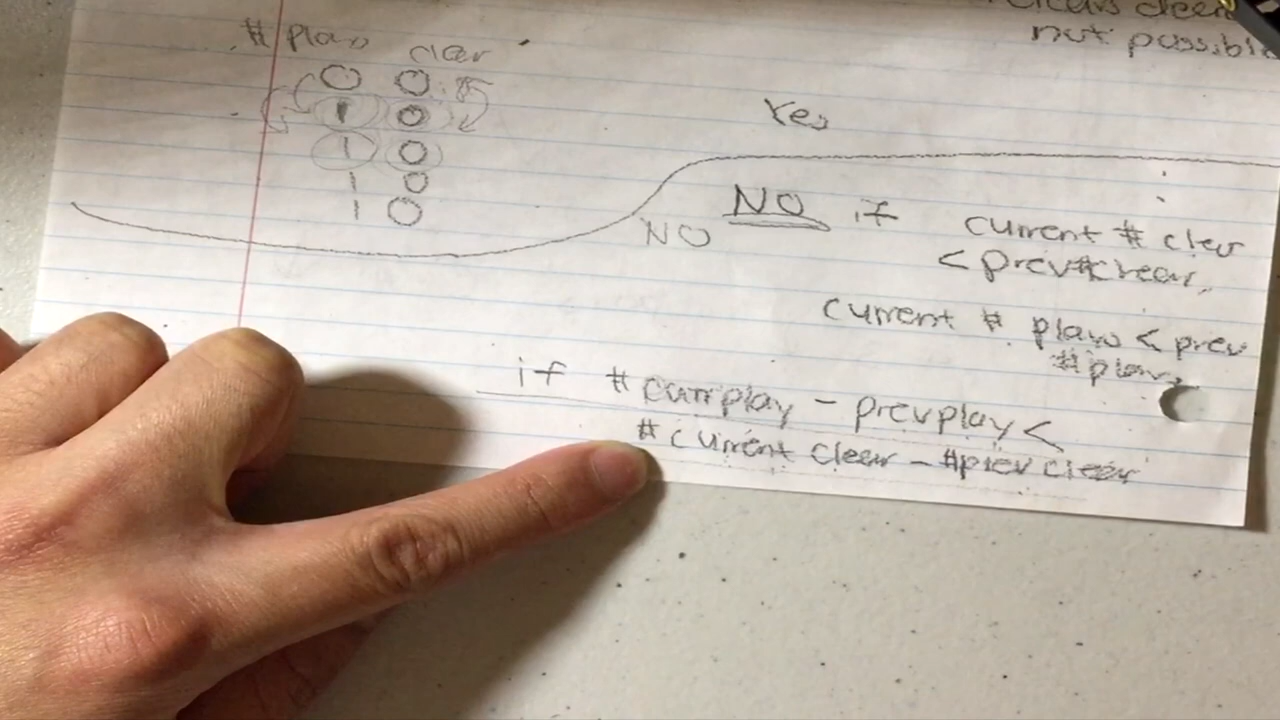 not possible
# plays clear
0 0
1 0
1 0
1 0
1 0
Yes
NO
NO if current # clear
< prev # clear,
current # plays < prev
# plays
if # currplay - prevplay <
# current clear - # prev clear